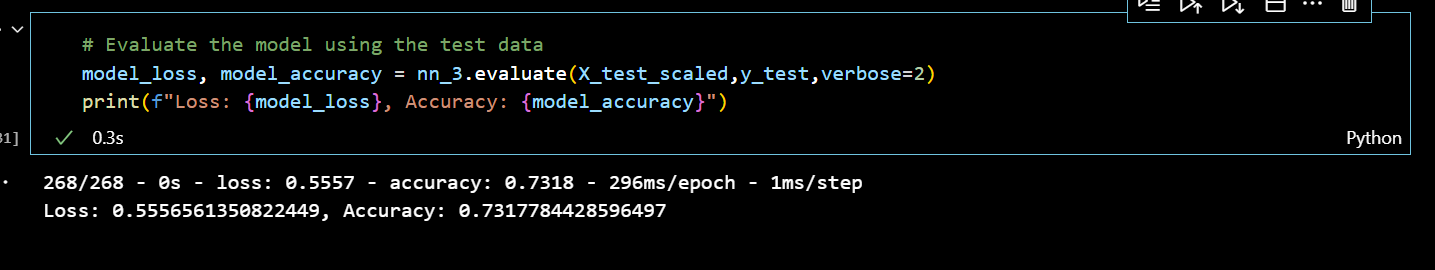 # Evaluate the model using the test data
model_loss, model_accuracy = nn_3.evaluate(X_test_scaled,y_test,verbose=2)
print(f"Loss: {model_loss}, Accuracy: {model_accuracy}")
31] ✓ 0.3s Python
268/268 - 0s - loss: 0.5557 - accuracy: 0.7318 - 296ms/epoch - 1ms/step
Loss: 0.5556561350822449, Accuracy: 0.7317784428596497